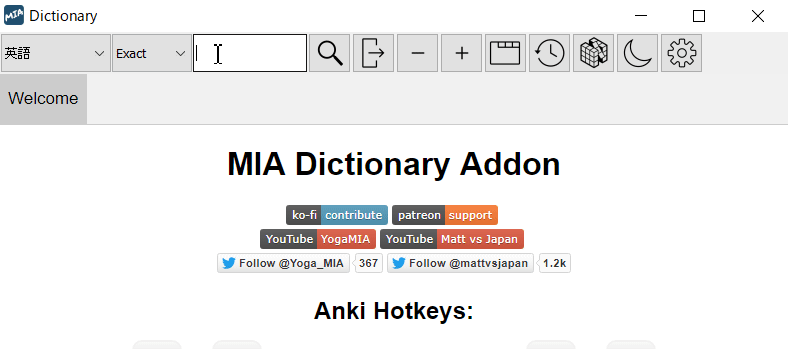 MIA Dictionary
英語 Exact
Welcome
MIA Dictionary Addon
ko-fi contribute patreon support
YouTube YogaMIA YouTube Matt vs Japan
Follow @Yoga_MIA 367 Follow @mattvsjapan 1.2k
Anki Hotkeys: